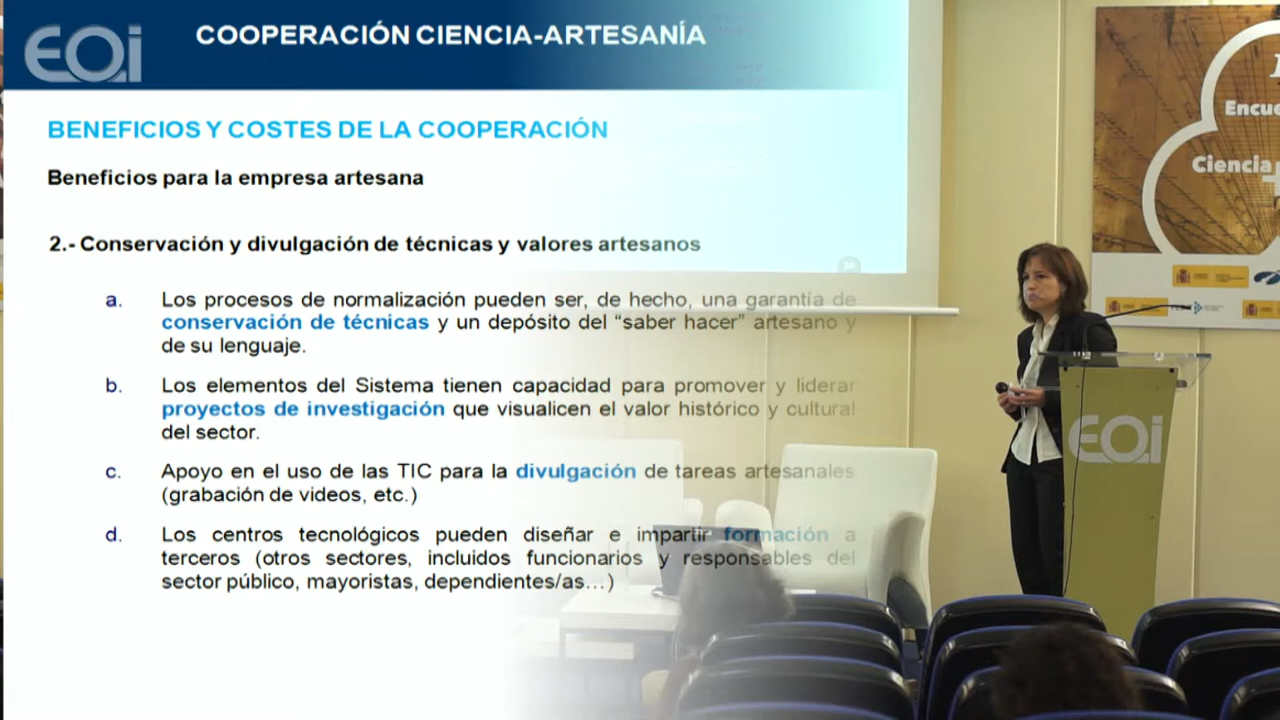 EOi
COOPERACIÓN CIENCIA-ARTESANÍA
BENEFICIOS Y COSTES DE LA COOPERACIÓN
Beneficios para la empresa artesana
2.- Conservación y divulgación de técnicas y valores artesanos
a. Los procesos de normalización pueden ser, de hecho, una garantía de
conservación de técnicas y un depósito del “saber hacer” artesano y
de su lenguaje.
b. Los elementos del Sistema tienen capacidad para promover y liderar
proyectos de investigación que visualicen el valor histórico y cultural
del sector.
c. Apoyo en el uso de las TIC para la divulgación de tareas artesanales
(grabación de videos, etc.)
d. Los centros tecnológicos pueden diseñar e impartir formación a
terceros (otros sectores, incluidos funcionarios y responsables del
sector público, mayoristas, dependientes/as…)
Ciencia
EOi